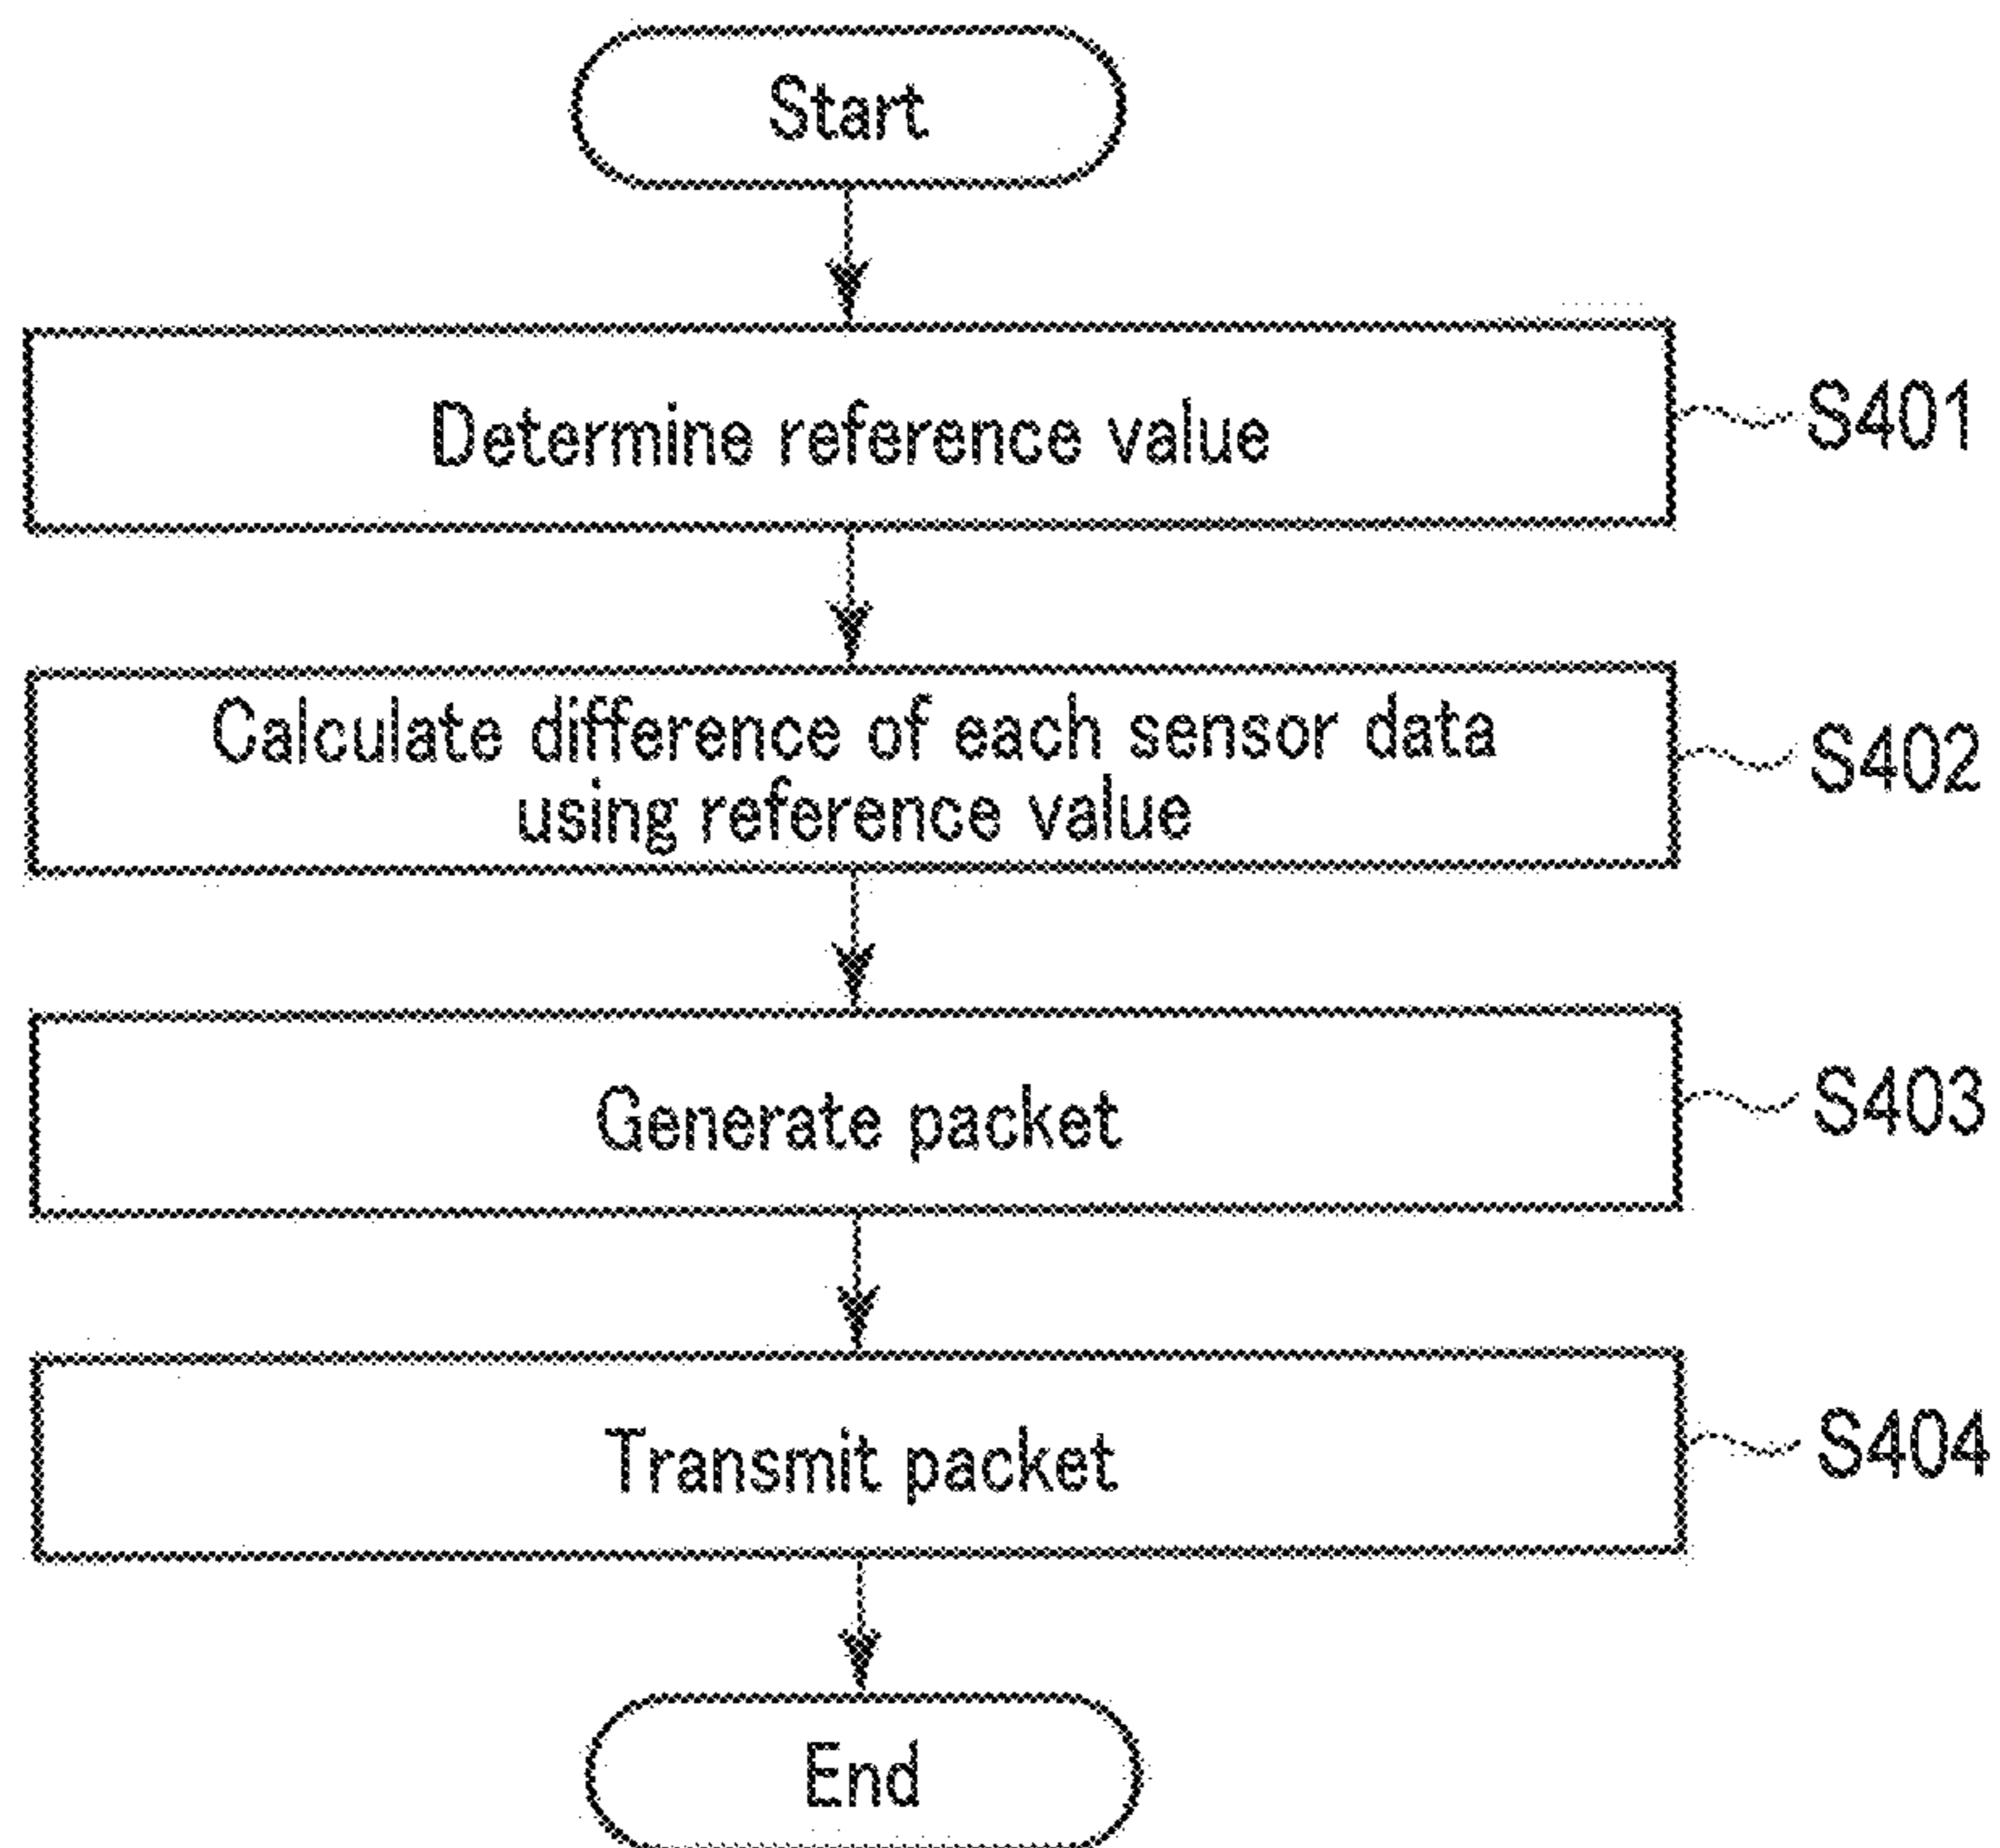 Start
Determine reference value
S401
Calculate difference of each sensor data
using reference value
S402
Generate packet
S403
Transmit packet
S404
End